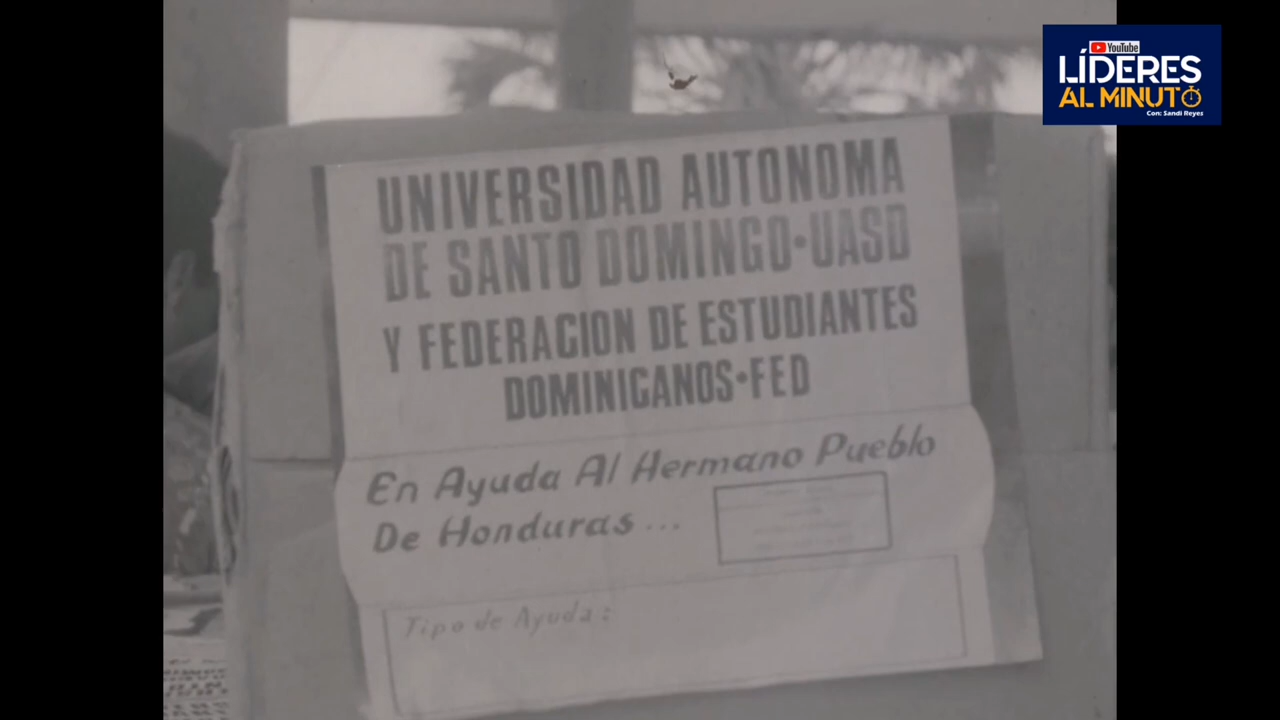 YouTube
LÍDERES
AL MINUTO
Con: Sandi Reyes
UNIVERSIDAD AUTONOMA
DE SANTO DOMINGO•UASD
Y FEDERACION DE ESTUDIANTES
DOMINICANOS•FED
En Ayuda Al Hermano Pueblo
De Honduras...
Tipo de Ayuda: